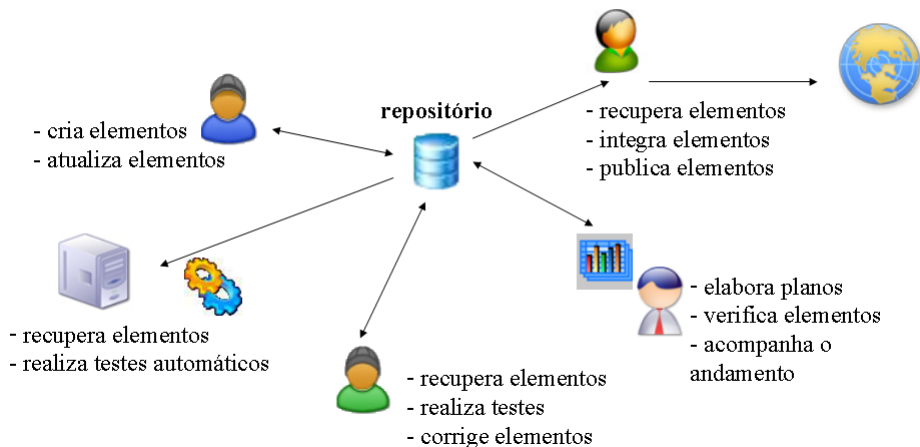 repositório
- cria elementos
- atualiza elementos
- recupera elementos
- integra elementos
- publica elementos
- recupera elementos
- realiza testes automáticos
- elabora planos
- verifica elementos
- acompanha o
andamento
- recupera elementos
- realiza testes
- corrige elementos